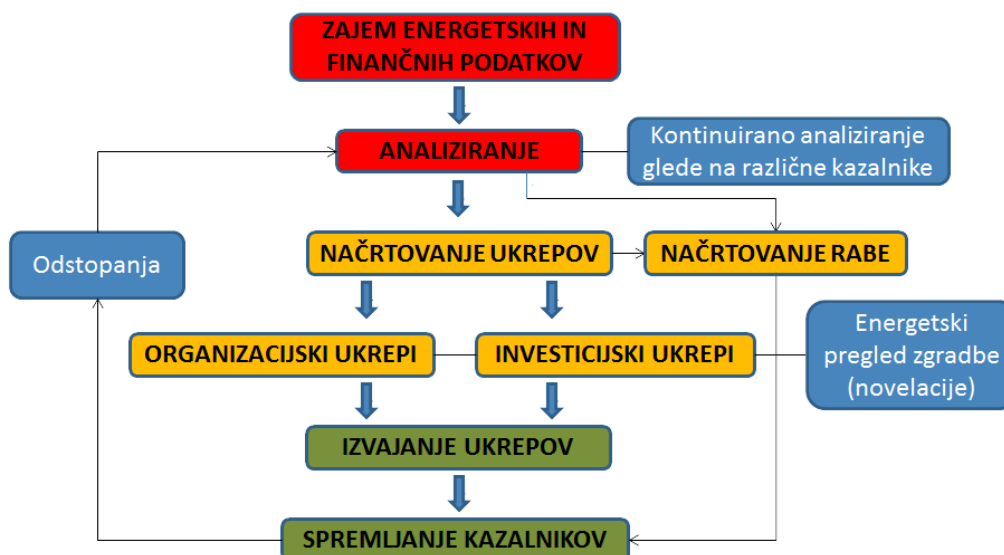 ZAJEM ENERGETSKIH IN
FINANČNIH PODATKOV
ANALIZIRANJE
Kontinuirano analiziranje
glede na različne kazalnike
NAČRTOVANJE UKREPOV
NAČRTOVANJE RABE
Odstopanja
ORGANIZACIJSKI UKREPI
INVESTICIJSKI UKREPI
Energetski
pregled zgradbe
(novelacije)
IZVAJANJE UKREPOV
SPREMLJANJE KAZALNIKOV